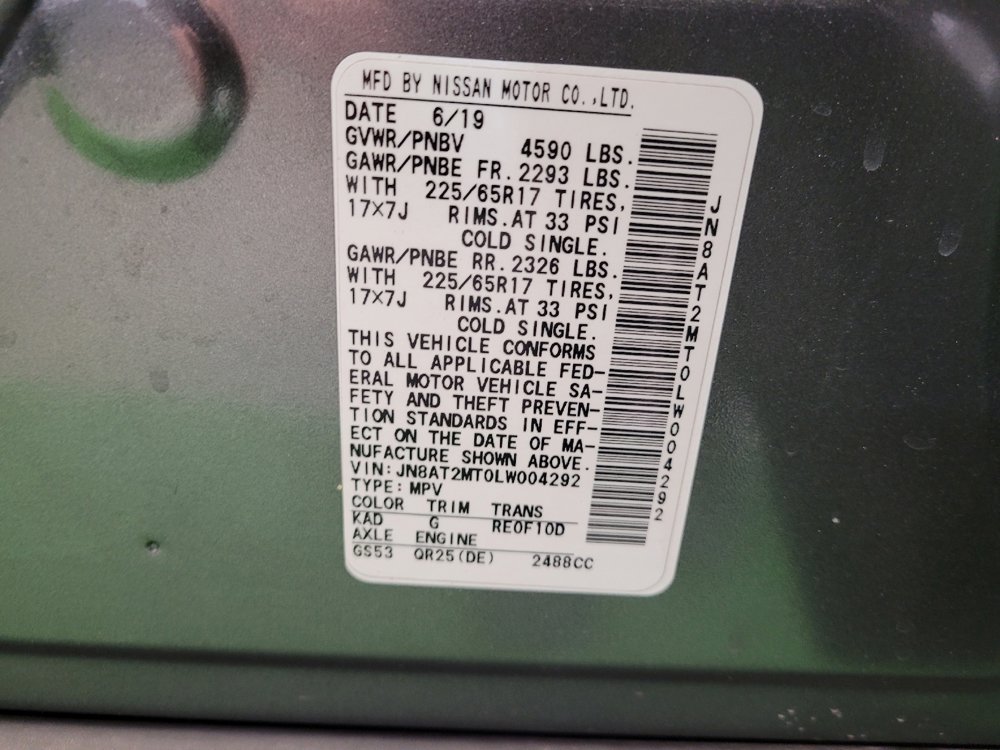 MFD BY NISSAN MOTOR CO.,LTD.
DATE 6/19
GVWR/PNBV 4590 LBS.
GAWR/PNBE FR. 2293 LBS.
WITH 225/65R17 TIRES,
17×7J RIMS. AT 33 PSI
COLD SINGLE.
GAWR/PNBE RR. 2326 LBS.
WITH 225/65R17 TIRES,
17×7J RIMS. AT 33 PSI
COLD SINGLE.
THIS VEHICLE CONFORMS
TO ALL APPLICABLE FED-
ERAL MOTOR VEHICLE SA-
FETY AND THEFT PREVEN-
TION STANDARDS IN EFF-
ECT ON THE DATE OF MA-
NUFACTURE SHOWN ABOVE.
VIN:JN8AT2MT0LW004292
TYPE:MPV
COLOR TRIM TRANS
KAD G RE0F10D
AXLE ENGINE
GS53 QR25(DE) 2488CC
JN8AT2MT0LW004292